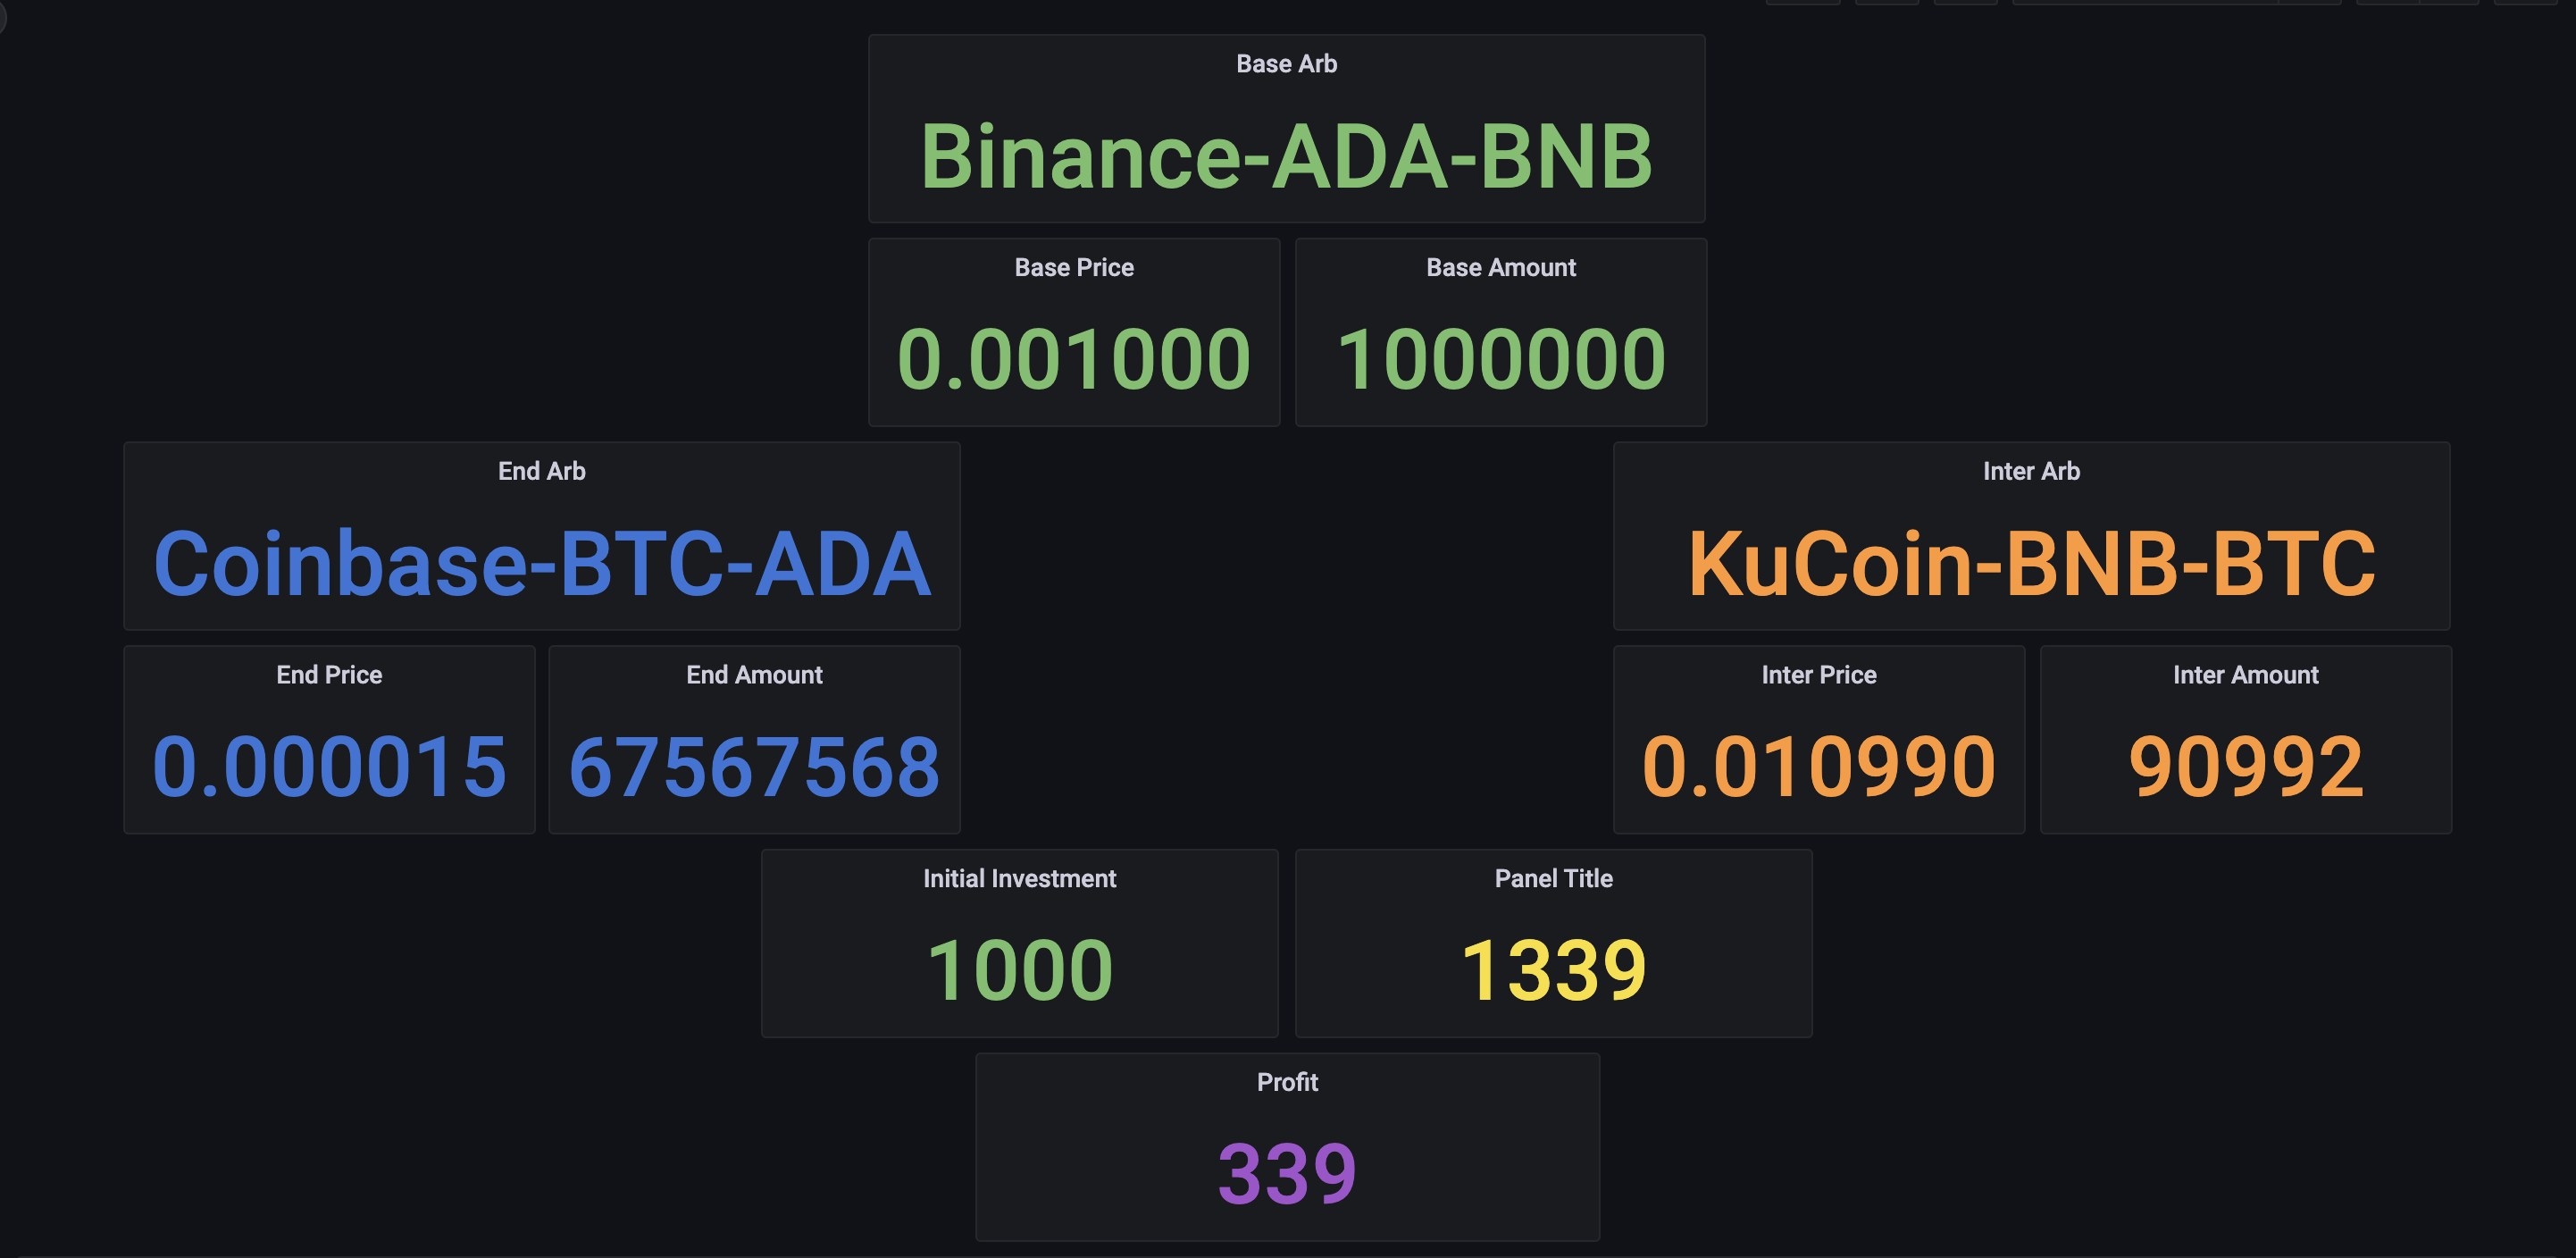 Base Arb
Binance-ADA-BNB
Base Price
0.001000
Base Amount
1000000
End Arb
Coinbase-BTC-ADA
End Price
0.000015
End Amount
67567568
Inter Arb
KuCoin-BNB-BTC
Inter Price
0.010990
Inter Amount
90992
Initial Investment
1000
Panel Title
1339
Profit
339